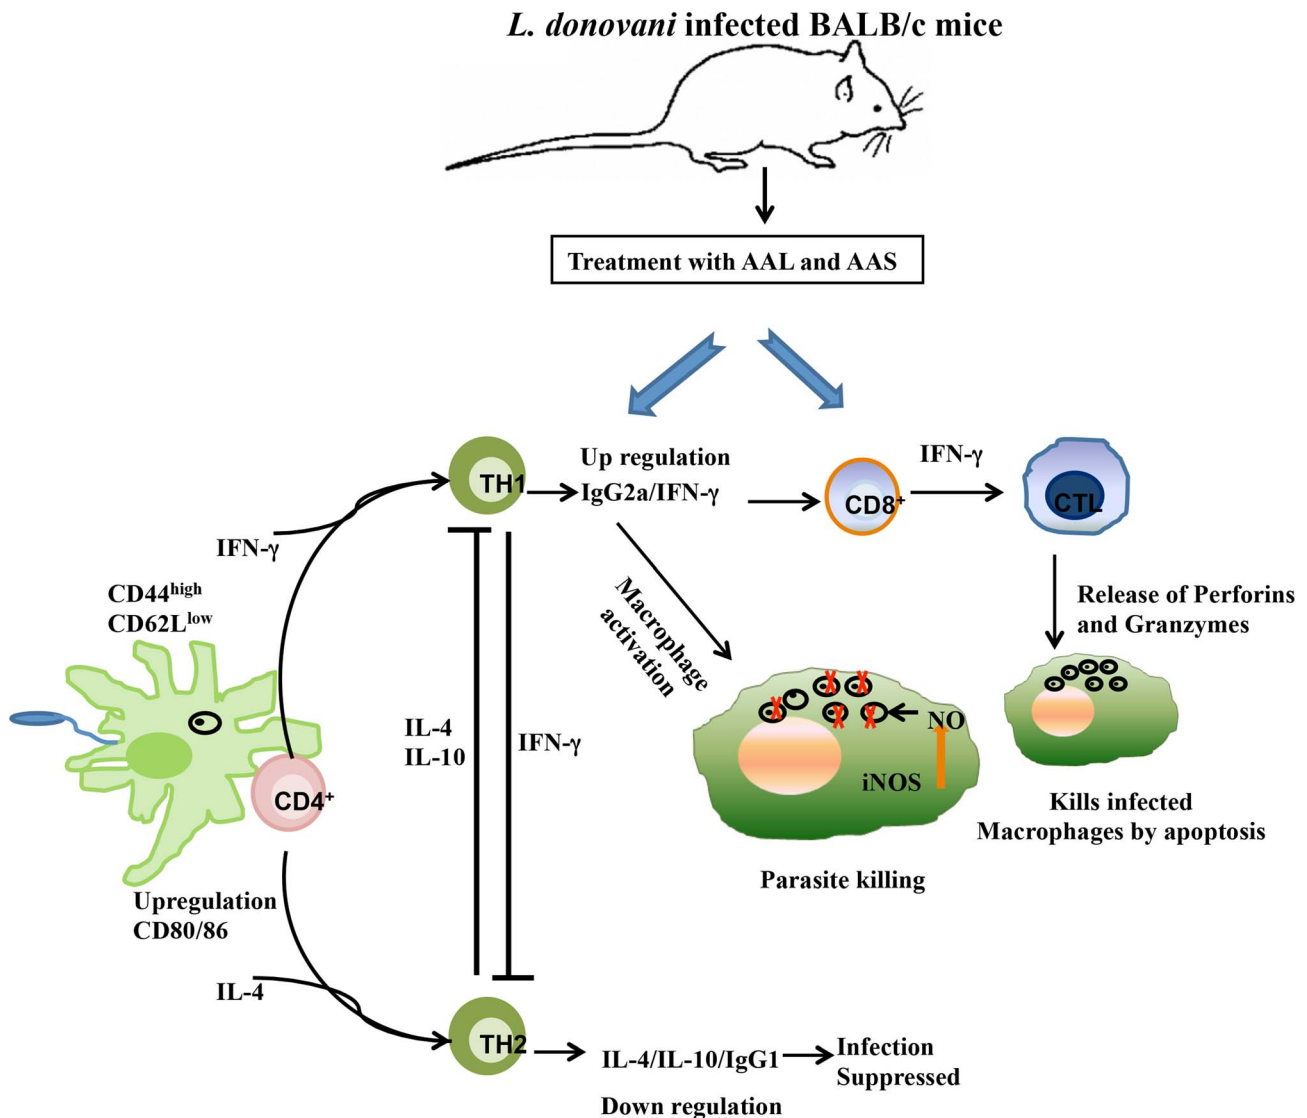 L. donovani infected BALB/c mice
Treatment with AAL and AAS
TH1
Up regulation
IgG2a/IFN-γ
CD8⁺
IFN-γ
CTL
IFN-γ
CD44ʰⁱᵍʰ
CD62Lˡᵒʷ
Macrophage
activation
Release of Perforins
and Granzymes
IL-4
IL-10
IFN-γ
NO
iNOS
CD4⁺
Kills infected
Macrophages by apoptosis
Parasite killing
Upregulation
CD80/86
IL-4
TH2
IL-4/IL-10/IgG1
Infection
Suppressed
Down regulation